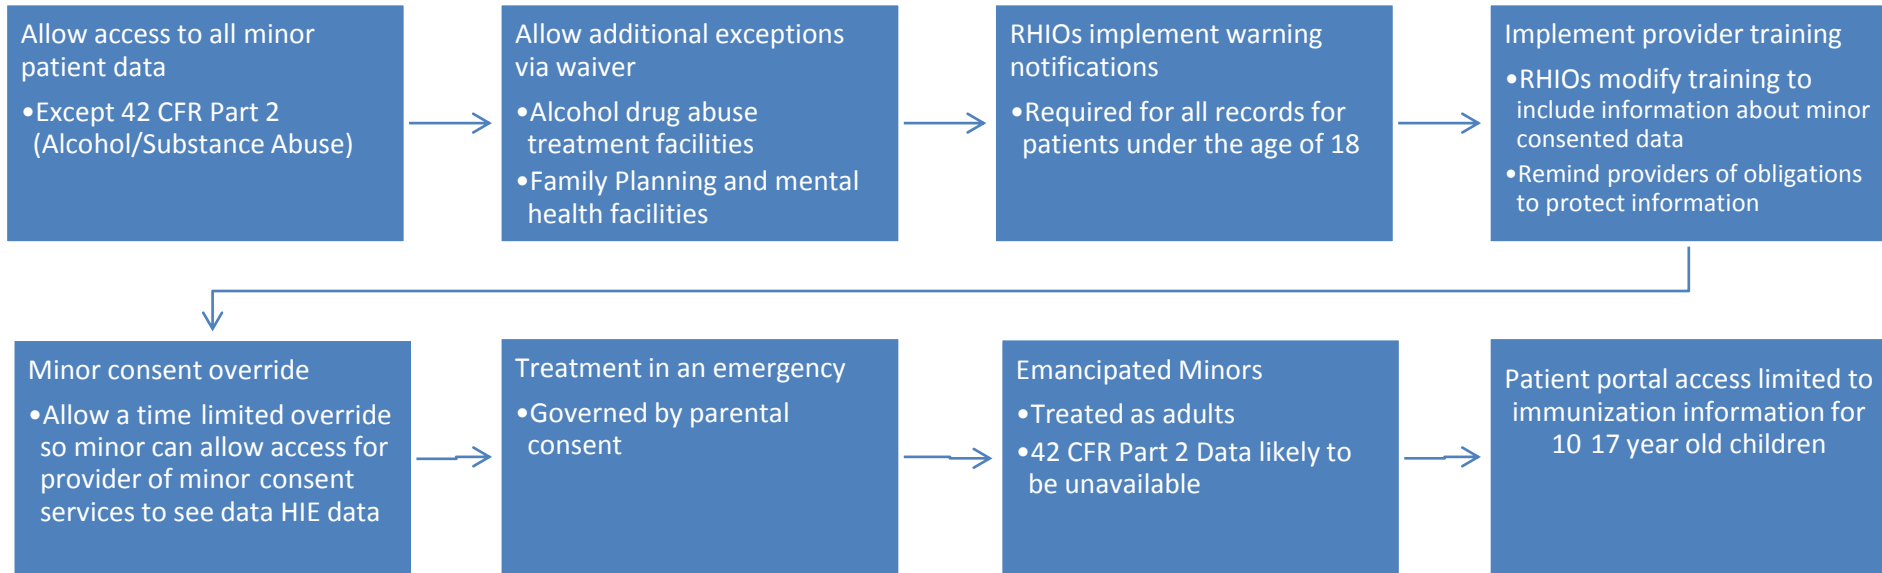 Allow access to all minor
patient data
•Except 42 CFR Part 2
(Alcohol/Substance Abuse)
Allow additional exceptions
via waiver
•Alcohol drug abuse
treatment facilities
•Family Planning and mental
health facilities
RHIOs implement warning
notifications
•Required for all records for
patients under the age of 18
Implement provider training
•RHIOs modify training to
include information about minor
consented data
•Remind providers of obligations
to protect information
Minor consent override
•Allow a time limited override
so minor can allow access for
provider of minor consent
services to see data HIE data
Treatment in an emergency
•Governed by parental
consent
Emancipated Minors
•Treated as adults
•42 CFR Part 2 Data likely to
be unavailable
Patient portal access limited to
immunization information for
10 17 year old children